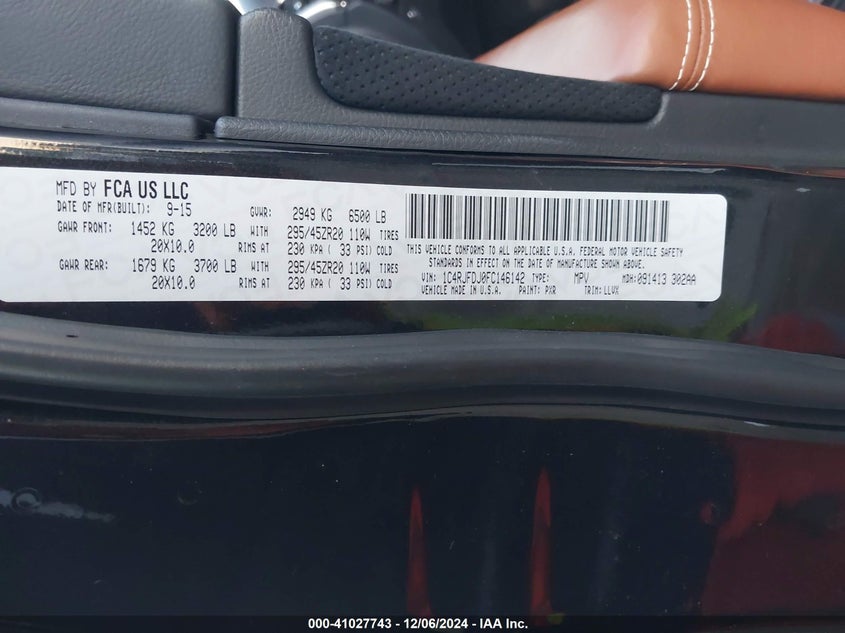 MFD BY FCA US LLC
DATE OF MFR(BUILT): 9-15 GVWR: 2949 KG 6500 LB
GAWR FRONT: 1452 KG 3200 LB WITH 295/45ZR20 110W TIRES
20X10.0 RIMS AT 230 KPA ( 33 PSI) COLD
GAWR REAR: 1679 KG 3700 LB WITH 295/45ZR20 110W TIRES
20X10.0 RIMS AT 230 KPA ( 33 PSI) COLD
THIS VEHICLE CONFORMS TO ALL APPLICABLE U.S.A. FEDERAL MOTOR VEHICLE SAFETY
STANDARDS IN EFFECT ON THE DATE OF MANUFACTURE SHOWN ABOVE.
VIN: 1C4RJFDJ0FC146142 TYPE: MPV MDH:091413 302AA
VEHICLE MADE IN U.S.A. PAINT: PXR TRIM: LLVX
000-41027743 - 12/06/2024 - IAA Inc.